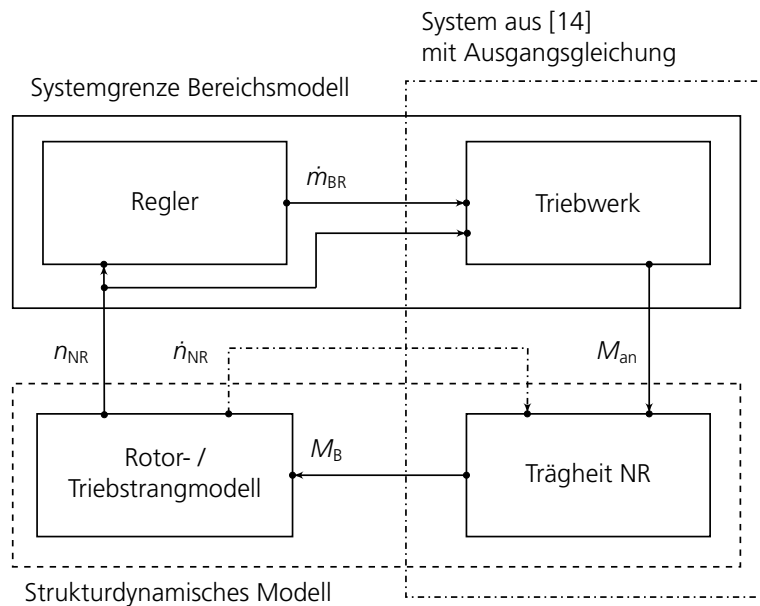 System aus [14]
mit Ausgangsgleichung
Systemgrenze Bereichsmodell
Regler
ṁBR
Triebwerk
nNR
ṅNR
Man
Rotor- /
Triebstrangmodell
MB
Trägheit NR
Strukturdynamisches Modell